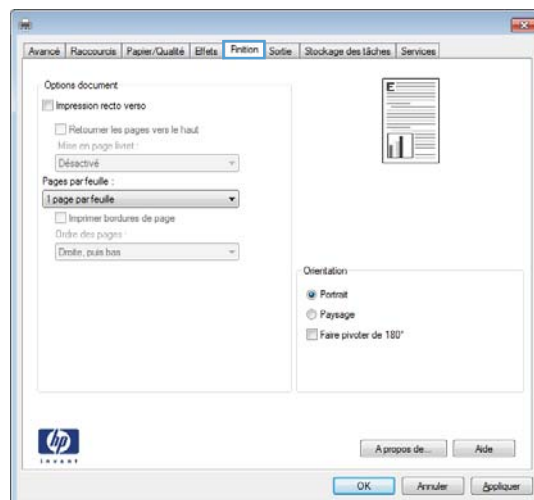 Avancé Raccourcis Papier/Qualité Effets Finition Sortie Stockage des tâches Services
Options document
Impression recto verso
Retourner les pages vers le haut
Mise en page livret :
Désactivé
Pages par feuille :
1 page par feuille
Imprimer bordures de page
Ordre des pages :
Droite, puis bas
E
Orientation
Portrait
Paysage
Faire pivoter de 180°
hp
invent
A propos de... Aide
OK Annuler Appliquer